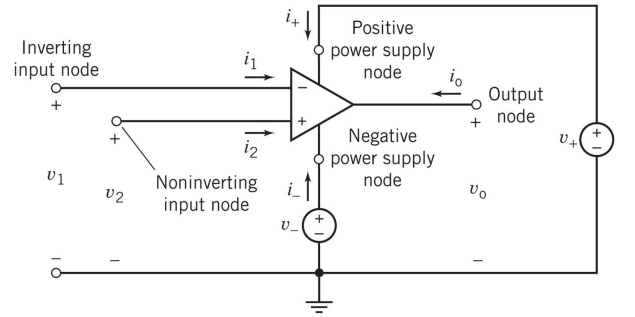 i₊
Positive
power supply
node
Inverting
input node
i₁
iₒ
Output
node
+
−
+
+
−
v₊
+
+
i₂
Negative
power supply
node
v₁
v₂
Noninverting
input node
i₋
vₒ
v₋
+
−
−
−
−